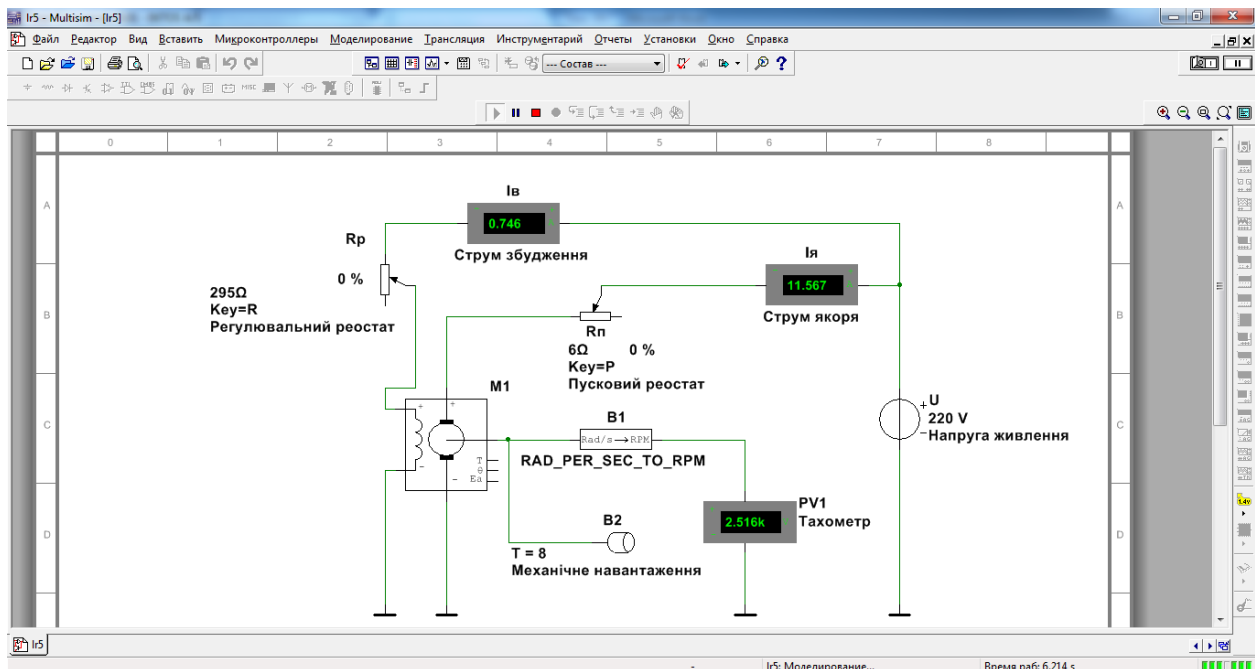 lr5 - Multisim - [lr5]
Файл Редактор Вид Вставить Микроконтроллеры Моделирование Трансляция Инструментарий Отчеты Установки Окно Справка
--- Состав ---
0 1 2 3 4 5 6 7 8
A A
B B
C C
D D
Iв
0.746
Струм збудження
Rр
0 %
295Ω
Key=R
Регулювальний реостат
Iя
11.567
Струм якоря
Rп
6Ω 0 %
Key=P
Пусковий реостат
M1
+ +
- -
T
θ
Ea
B1
Rad/s → RPM
RAD_PER_SEC_TO_RPM
U
220 V
Напруга живлення
+
-
PV1
2.516k
Тахометр
B2
T = 8
Механічне навантаження
lr5
lr5: Моделирование...
Время раб: 6.214 s